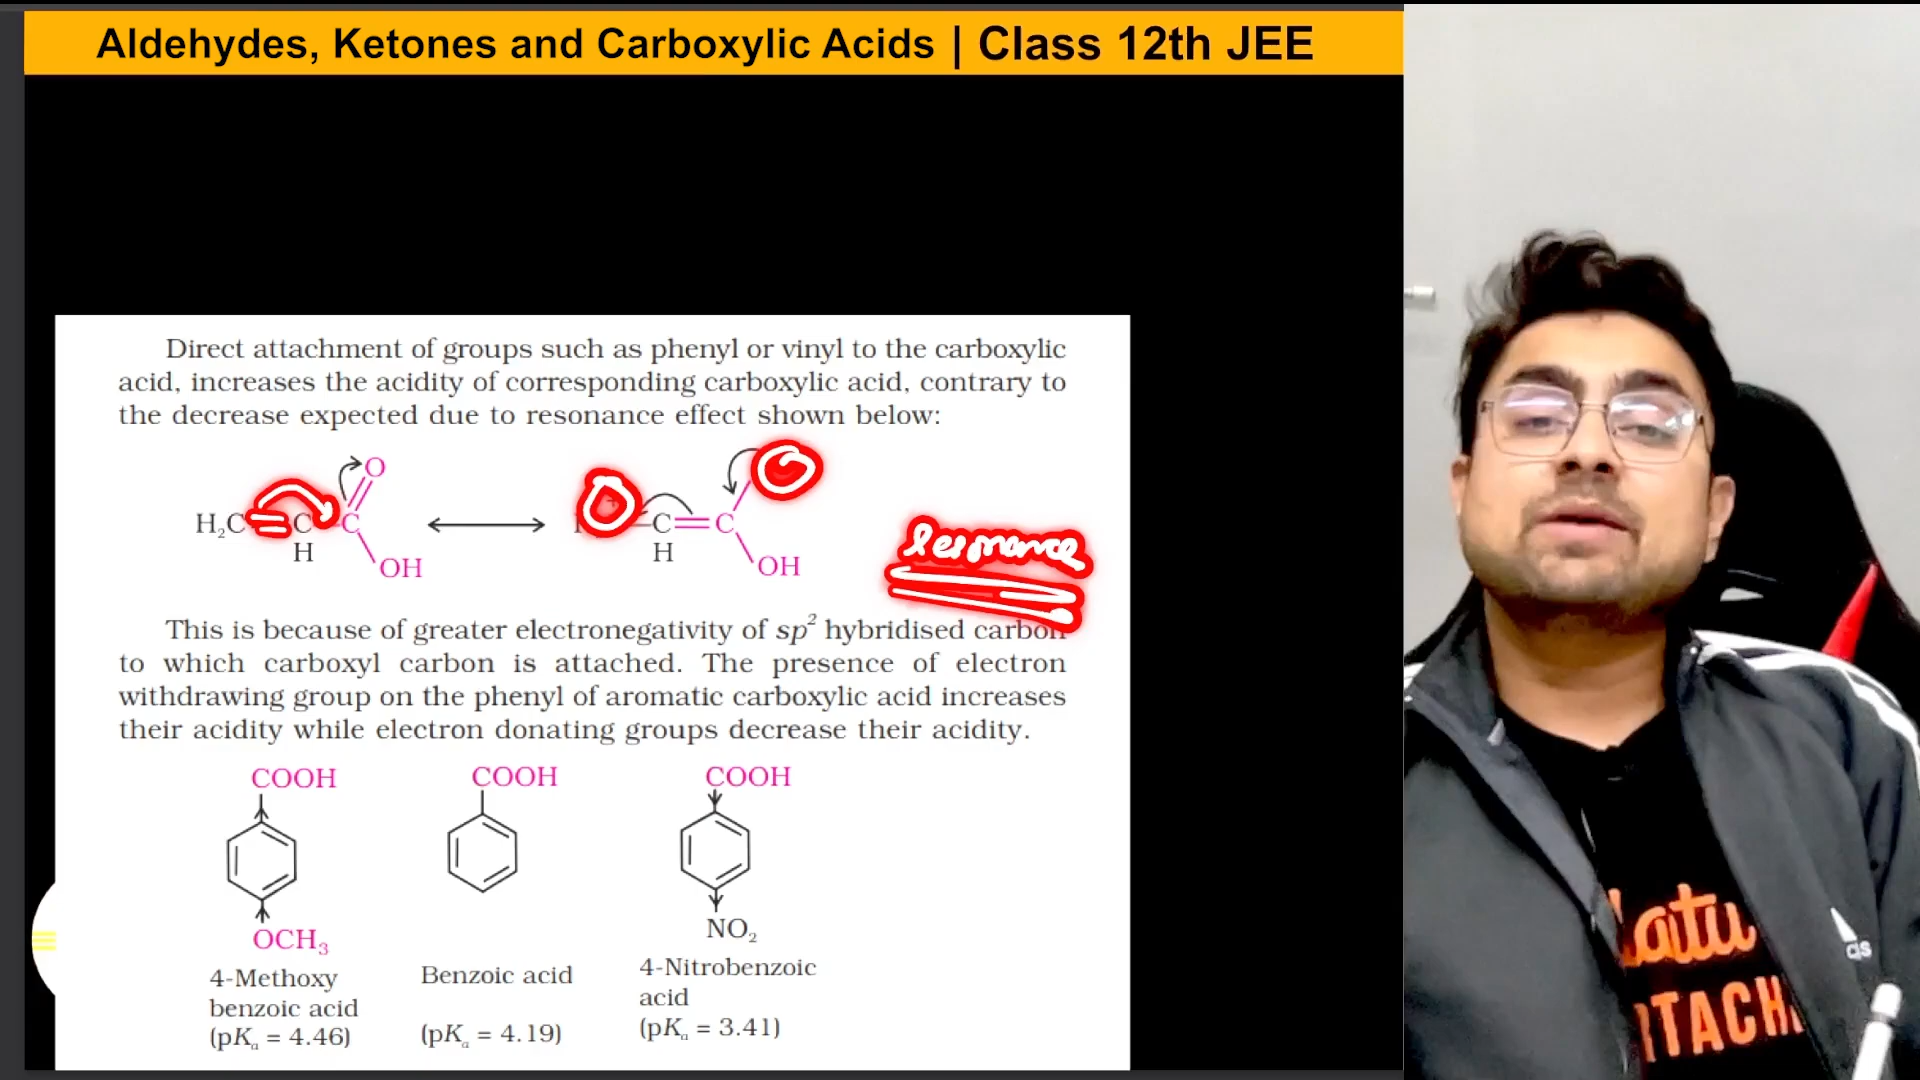 Aldehydes, Ketones and Carboxylic Acids | Class 12th JEE
Direct attachment of groups such as phenyl or vinyl to the carboxylic
acid, increases the acidity of corresponding carboxylic acid, contrary to
the decrease expected due to resonance effect shown below:
O
H₂C C C
H
OH
C C
H
OH
resonance
This is because of greater electronegativity of sp² hybridised carbon
to which carboxyl carbon is attached. The presence of electron
withdrawing group on the phenyl of aromatic carboxylic acid increases
their acidity while electron donating groups decrease their acidity.
COOH COOH COOH
OCH₃ NO₂
4-Methoxy
benzoic acid
(pKₐ = 4.46)
Benzoic acid
(pKₐ = 4.19)
4-Nitrobenzoic
acid
(pKₐ = 3.41)